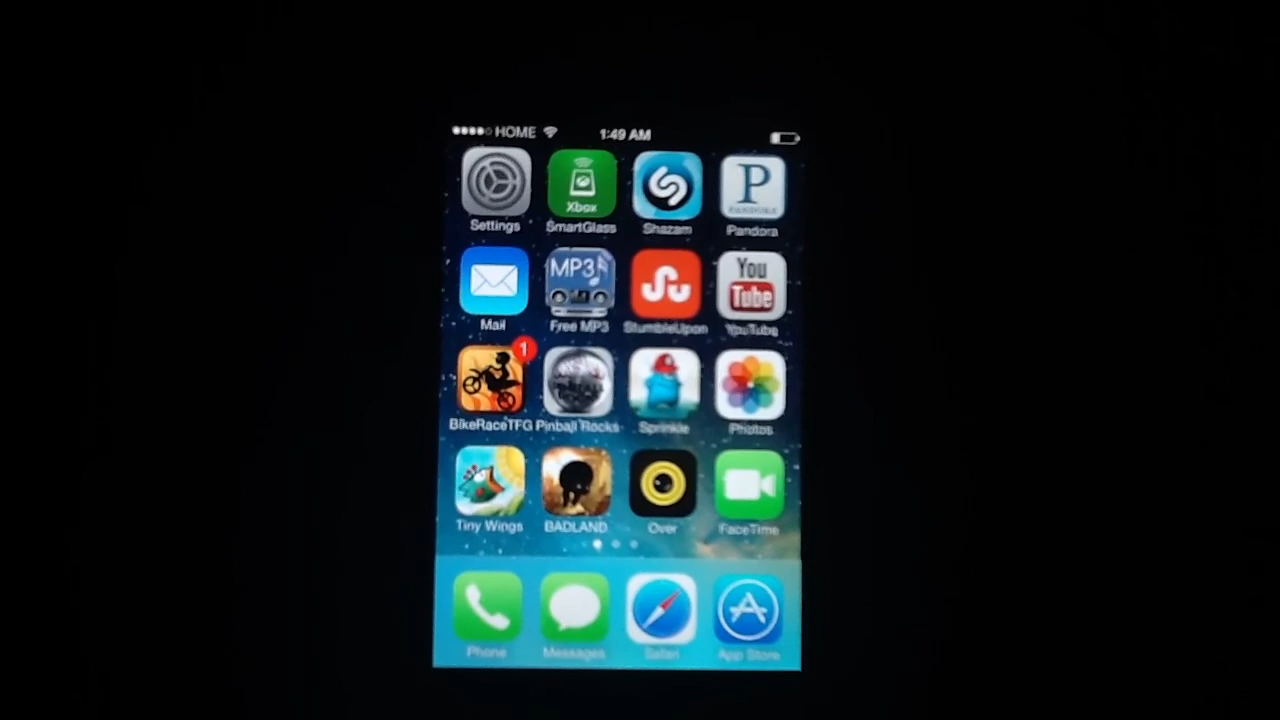 HOME 1:49 AM
Xbox
P
PANDORA
Settings SmartGlass Shazam Pandora
MP3
You
Tube
Mail Free MP3 StumbleUpon YouTube
1
BikeRaceTFG Pinball Rocks Sprinkle Photos
Tiny Wings BADLAND Over FaceTime
Phone Messages Safari App Store